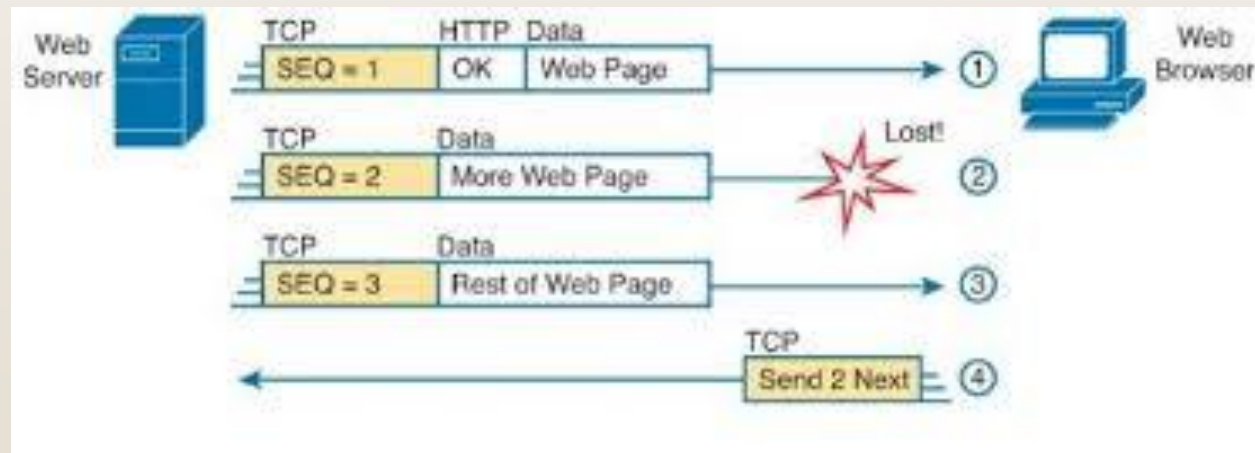 Web Server
TCP HTTP Data
SEQ = 1 OK Web Page
1
Web Browser
TCP Data
SEQ = 2 More Web Page
Lost!
2
TCP Data
SEQ = 3 Rest of Web Page
3
TCP
Send 2 Next
4